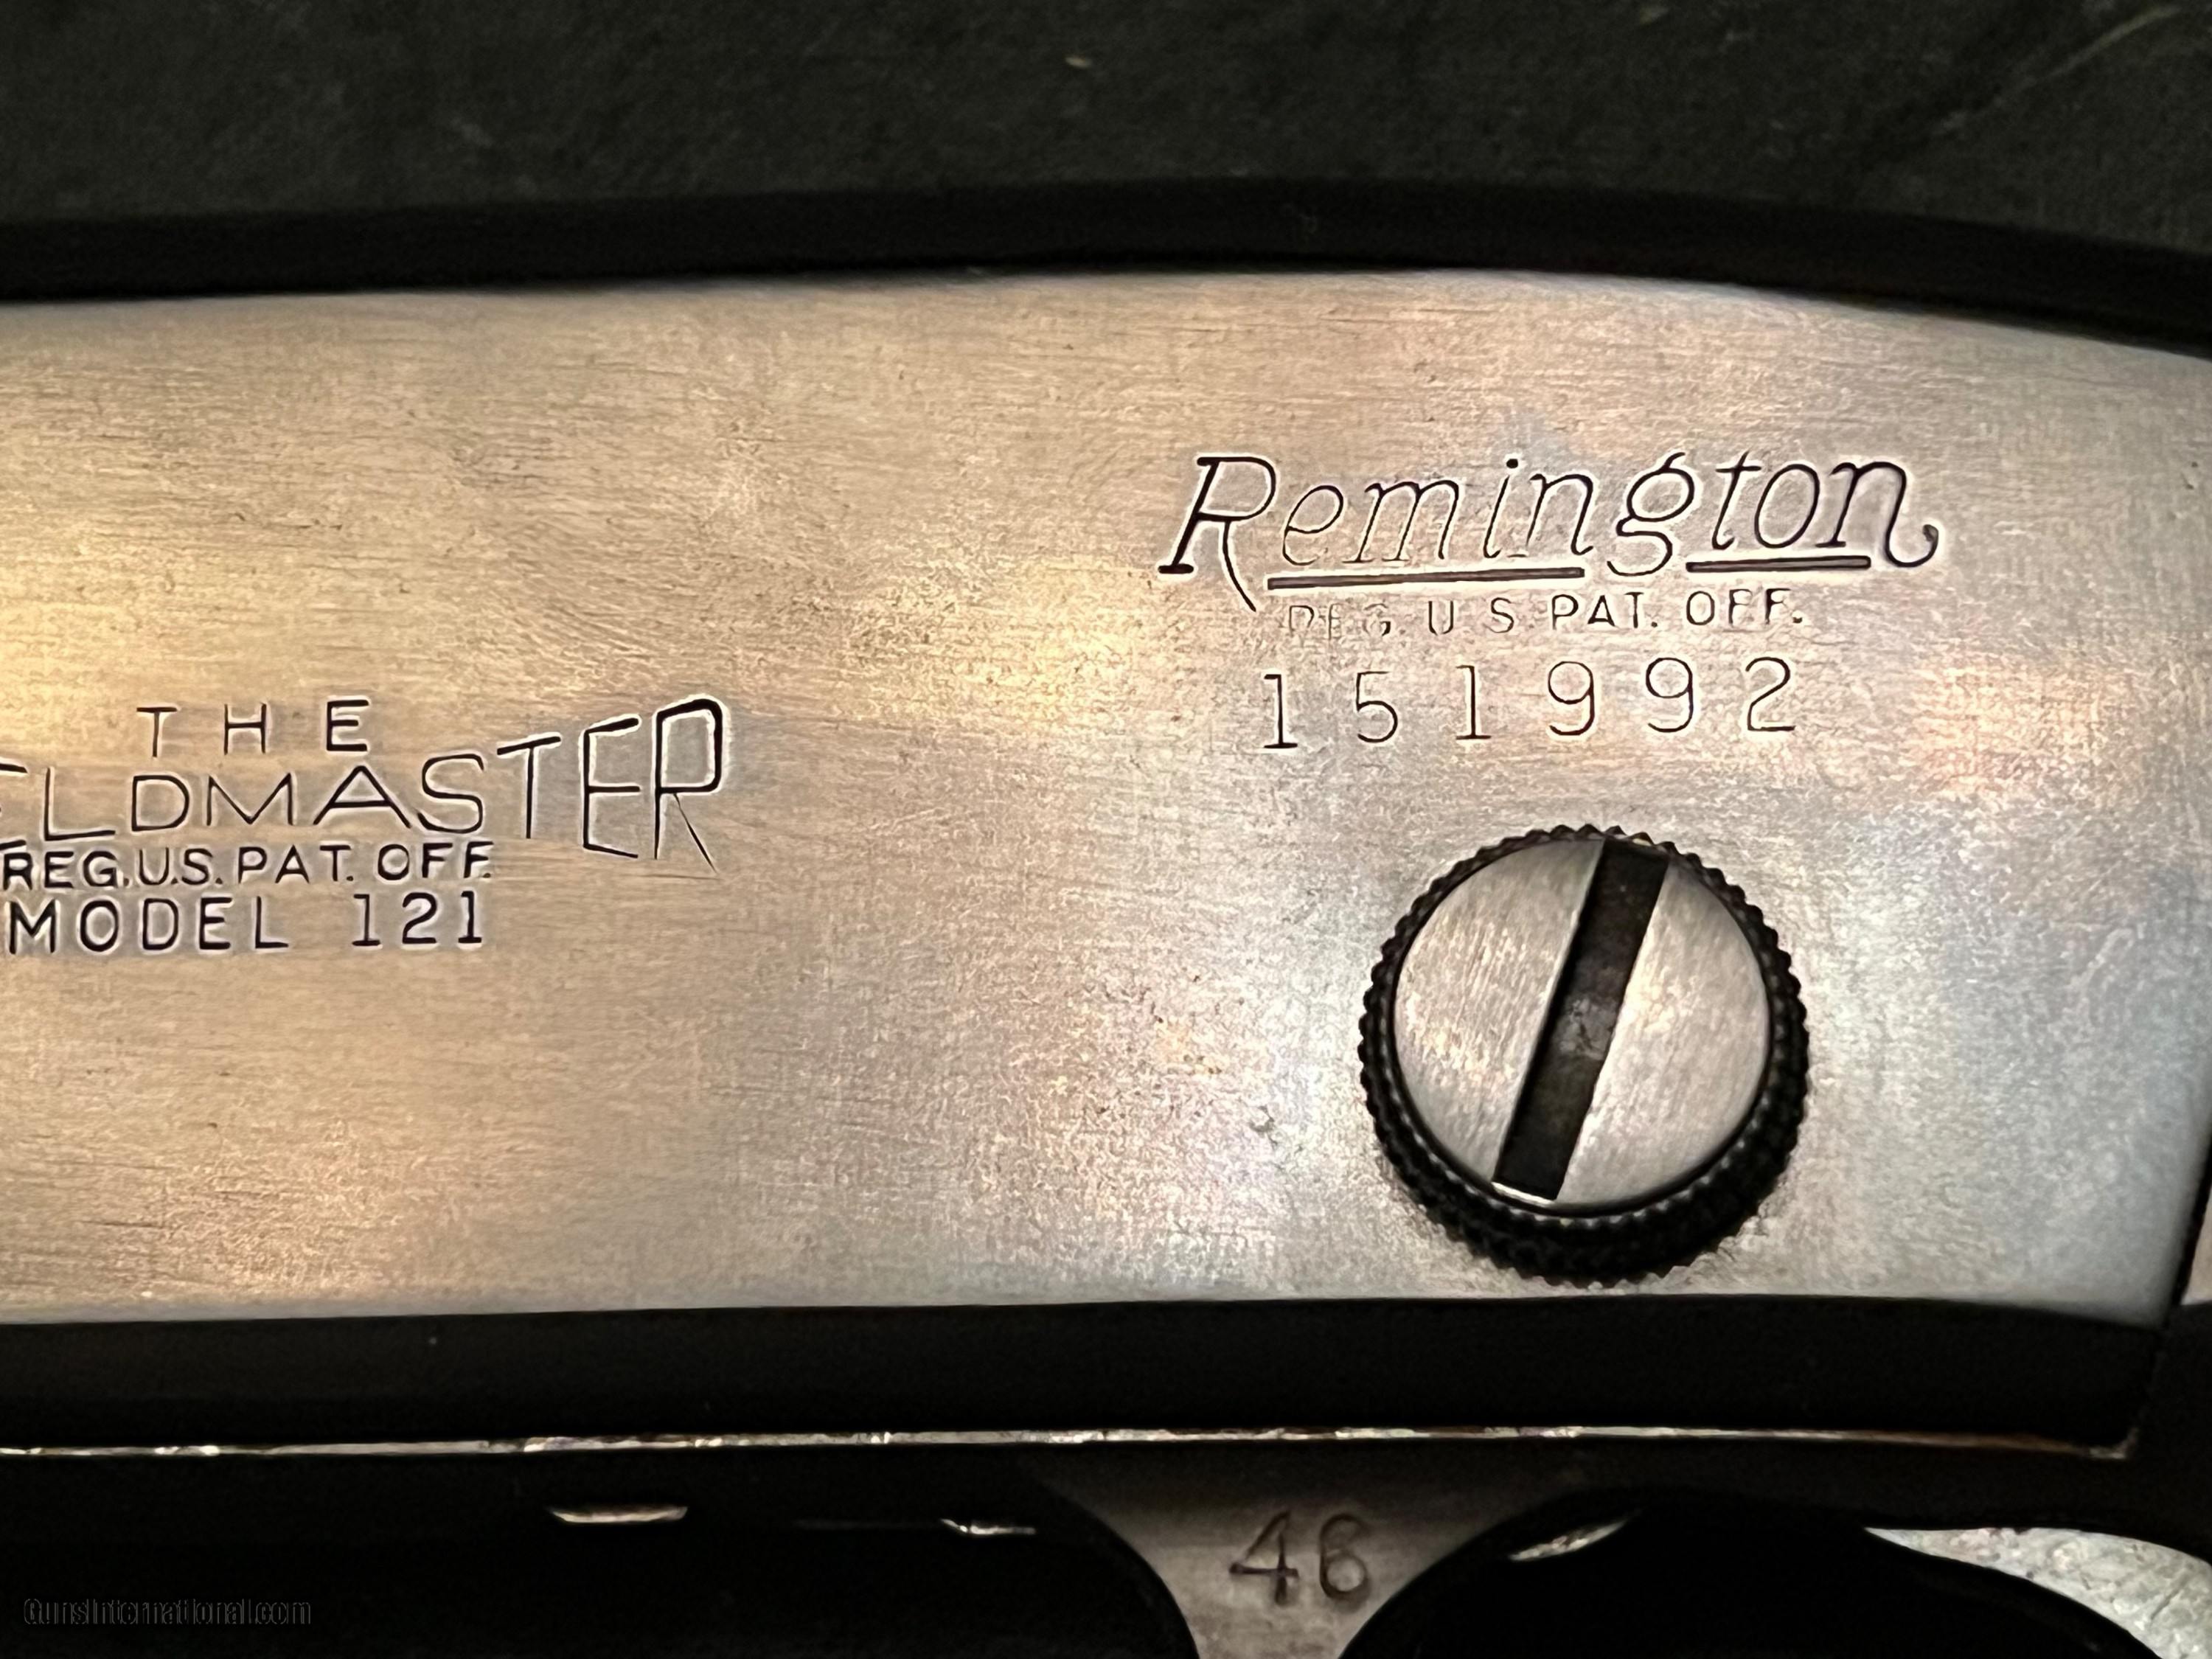 Remington
REG. U S. PAT. OFF.
151992
THE
ELDMASTER
REG.U.S. PAT. OFF.
MODEL 121
46
GunsInternational.com